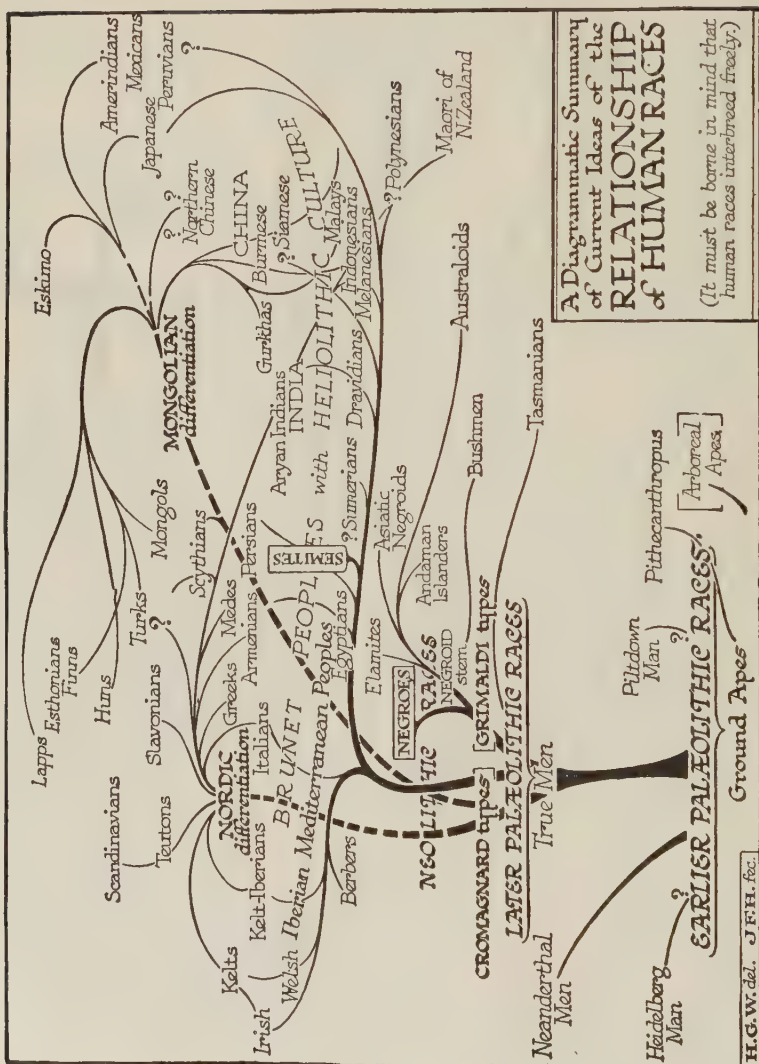 A Diagrammatic Summary
of Current Ideas of the
RELATIONSHIP
of HUMAN RACES
(It must be borne in mind that
human races interbreed freely.)
Eskimo
Amerindians
Mexicans
Peruvians
?
Japanese
?
?
Northern
Chinese
MONGOLIAN
differentiation
CHINA
Burmese
? Siamese
Gurkhas
Malays
Indonesians
Melanesians
? Polynesians
Maori of
N. Zealand
Lapps
Esthonians
Finns
Huns
Turks
?
Mongols
Scythians
Aryan Indians
INDIA
Scandinavians
Teutons
Slavonians
NORDIC
differentiation
Greeks
Medes
Armenians
Persians
Italians
Kelts
Kelt-Iberians
Irish
Welsh
BRUNET PEOPLES with HELIOLITHIC CULTURE
Iberian Mediterranean Peoples
Egyptians
SEMITES
? Sumerians
Dravidians
Berbers
Elamites
Asiatic
Negroids
Australoids
NEOLITHIC RACES
NEGROES
NEGROID
stem
Andaman
Islanders
Bushmen
CROMAGNARD types
[GRIMALDI types
LATER PALÆOLITHIC RACES
Tasmanians
True Men
Neanderthal
Men
Heidelberg
Man
?
Piltdown
Man
?
Pithecanthropus
[Arboreal
Apes]
EARLIER PALÆOLITHIC RACES
Ground Apes
H.G.W. del. J.F.H. fec.